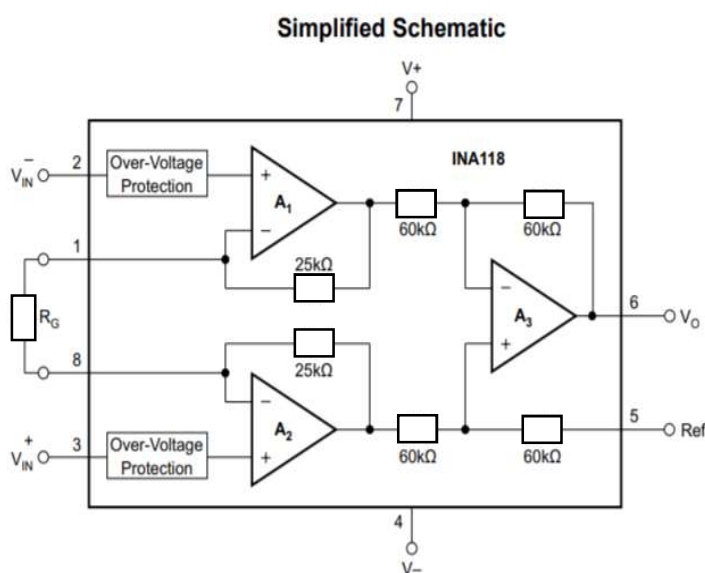 Simplified Schematic
V+
7
INA118
V−IN
2
Over-Voltage
Protection
+
A1
−
60kΩ
60kΩ
1
25kΩ
RG
−
A3
+
6
VO
8
25kΩ
−
A2
+
V+IN
3
Over-Voltage
Protection
60kΩ
60kΩ
5
Ref
4
V−